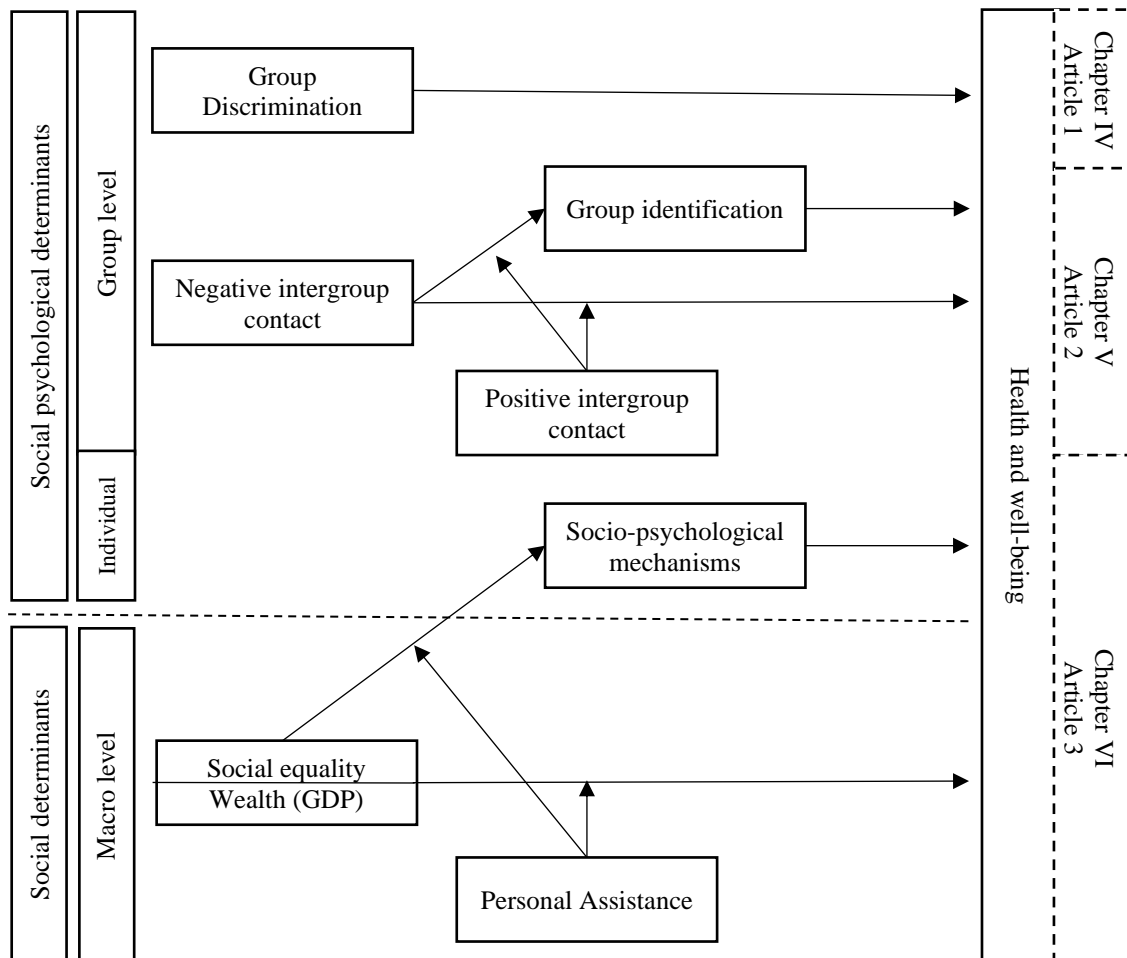 Social psychological determinants
Group level
Group
Discrimination
Chapter IV
Article 1
Group identification
Negative intergroup
contact
Positive intergroup
contact
Chapter V
Article 2
Health and well-being
Individual
Socio-psychological
mechanisms
Social determinants
Macro level
Social equality
Wealth (GDP)
Personal Assistance
Chapter VI
Article 3